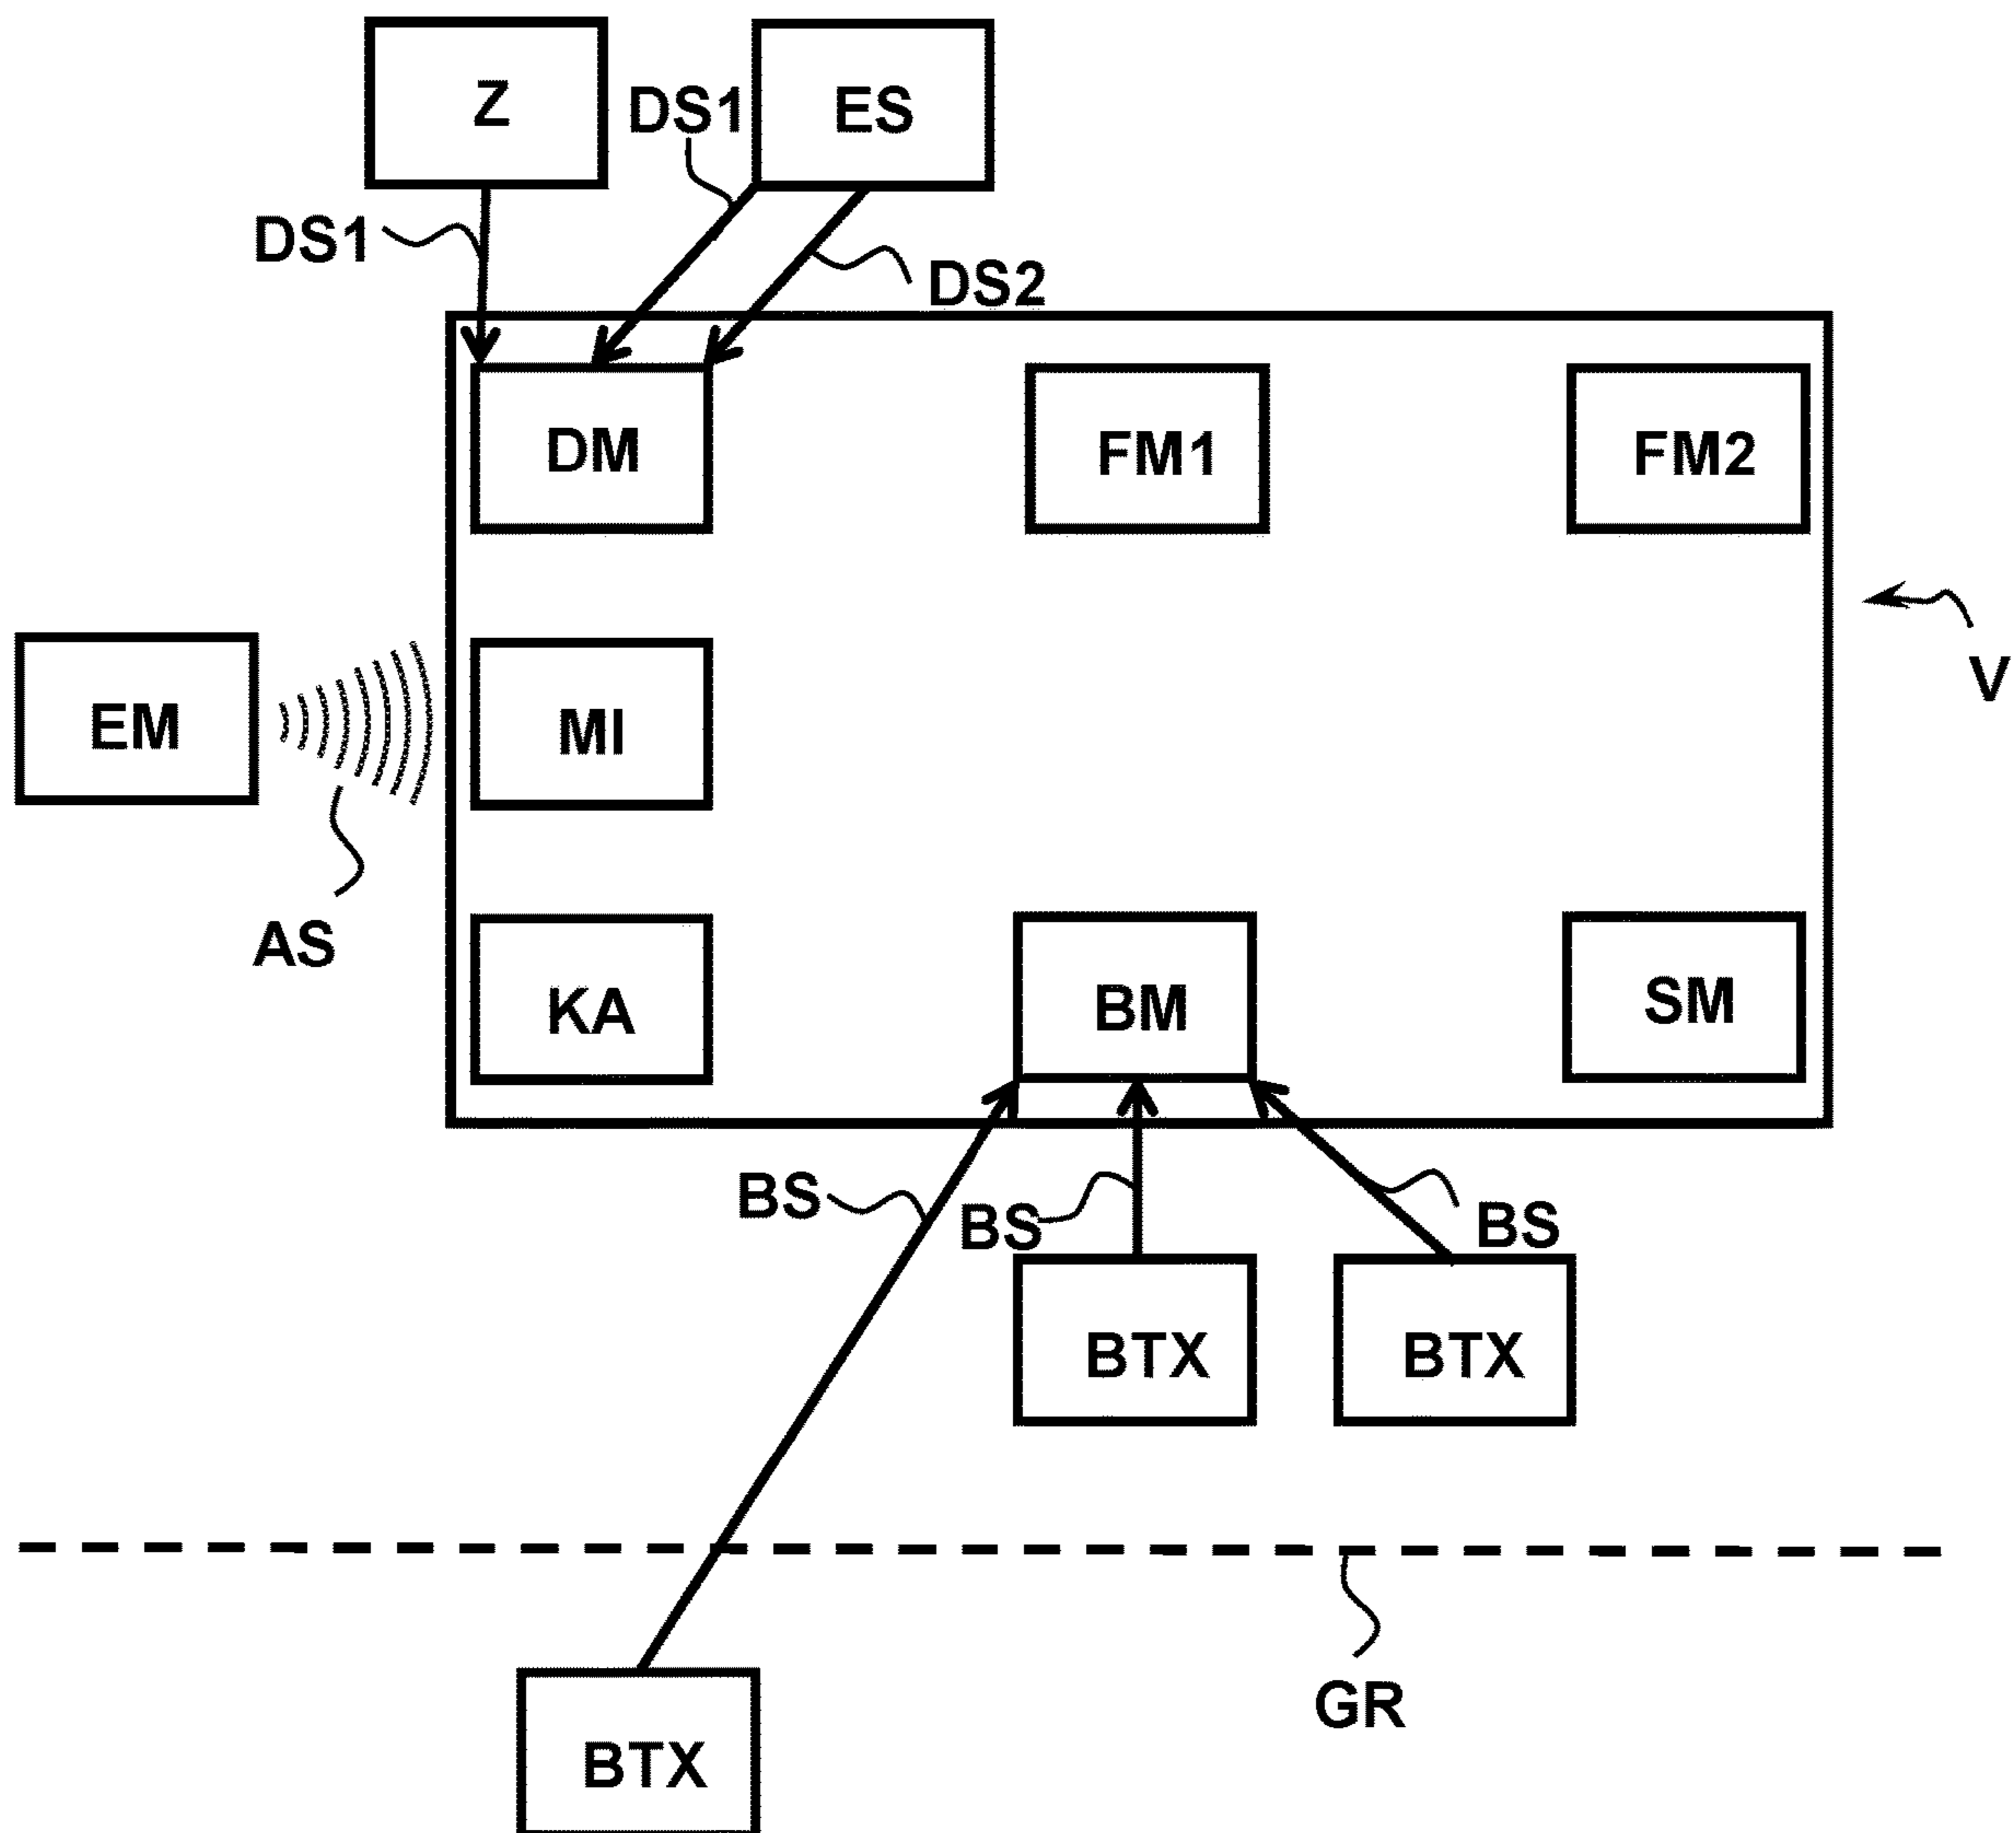 Z
DS1
ES
DS1
DS2
DM
FM1
FM2
V
EM
MI
AS
KA
BM
SM
BS
BS
BS
BTX
BTX
GR
BTX